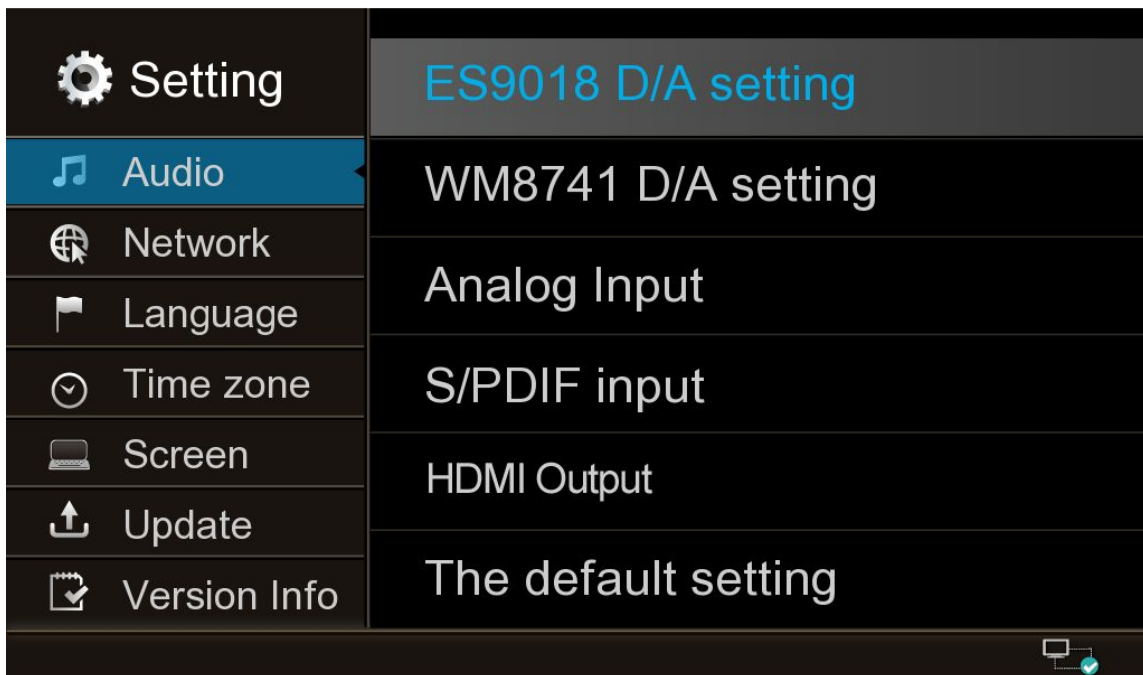 Setting
Audio
Network
Language
Time zone
Screen
Update
Version Info
ES9018 D/A setting
WM8741 D/A setting
Analog Input
S/PDIF input
HDMI Output
The default setting